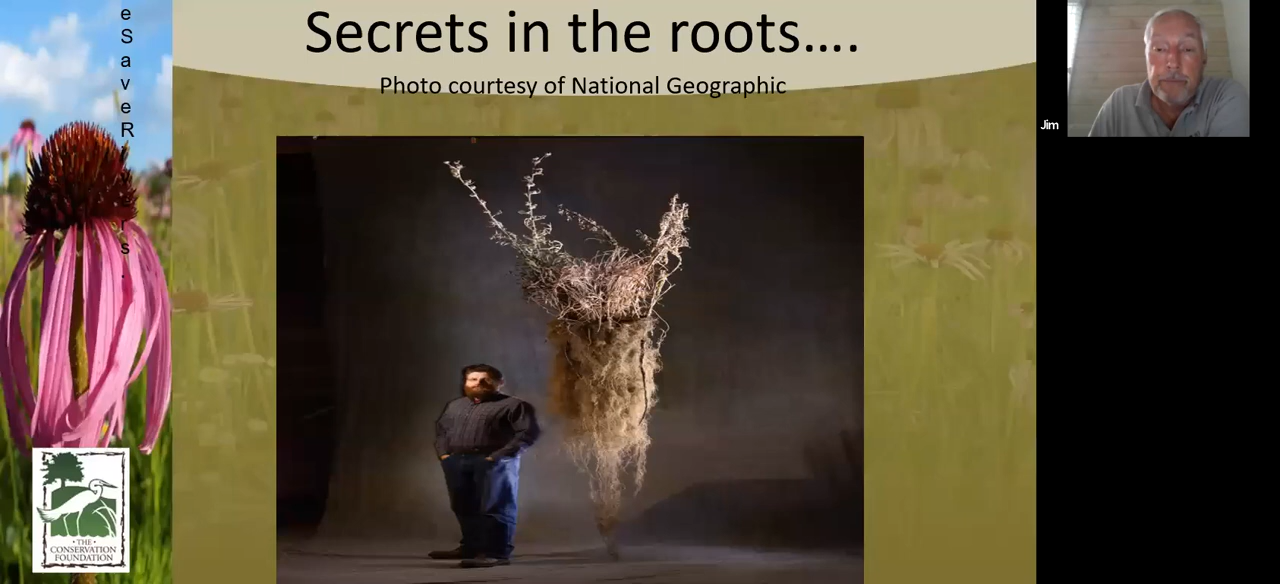 Secrets in the roots....
Photo courtesy of National Geographic
Jim
e
S
a
v
e
R
s
• THE •
CONSERVATION
FOUNDATION